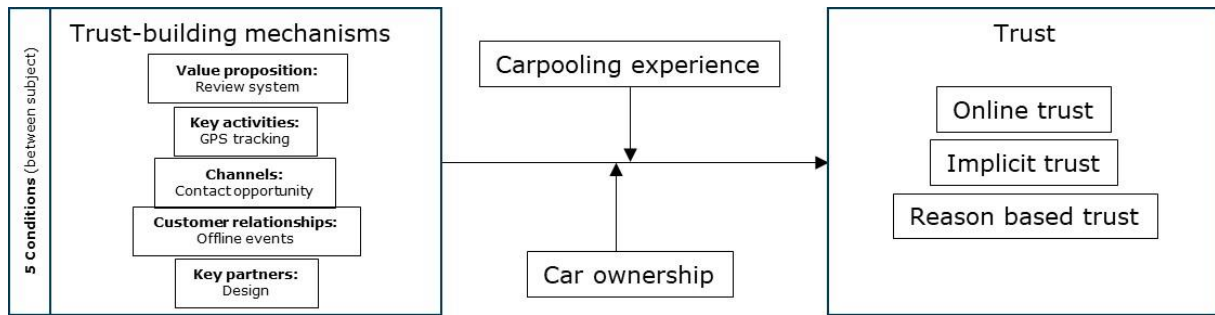 5 Conditions (between subject)
Trust-building mechanisms
Value proposition:
Review system
Key activities:
GPS tracking
Channels:
Contact opportunity
Customer relationships:
Offline events
Key partners:
Design
Carpooling experience
Car ownership
Trust
Online trust
Implicit trust
Reason based trust